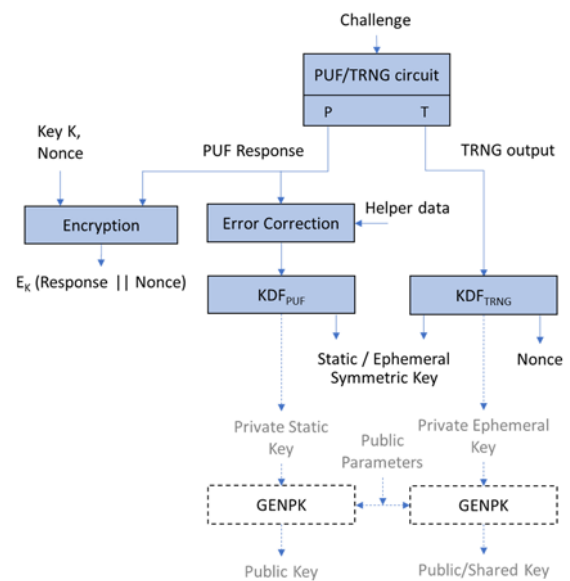 Challenge
PUF/TRNG circuit
P T
Key K,
Nonce
PUF Response
TRNG output
Encryption
Error Correction
Helper data
E_K (Response || Nonce)
KDF_PUF
KDF_TRNG
Static / Ephemeral
Symmetric Key
Nonce
Private Static
Key
Public
Parameters
Private Ephemeral
Key
GENPK
GENPK
Public Key
Public/Shared Key